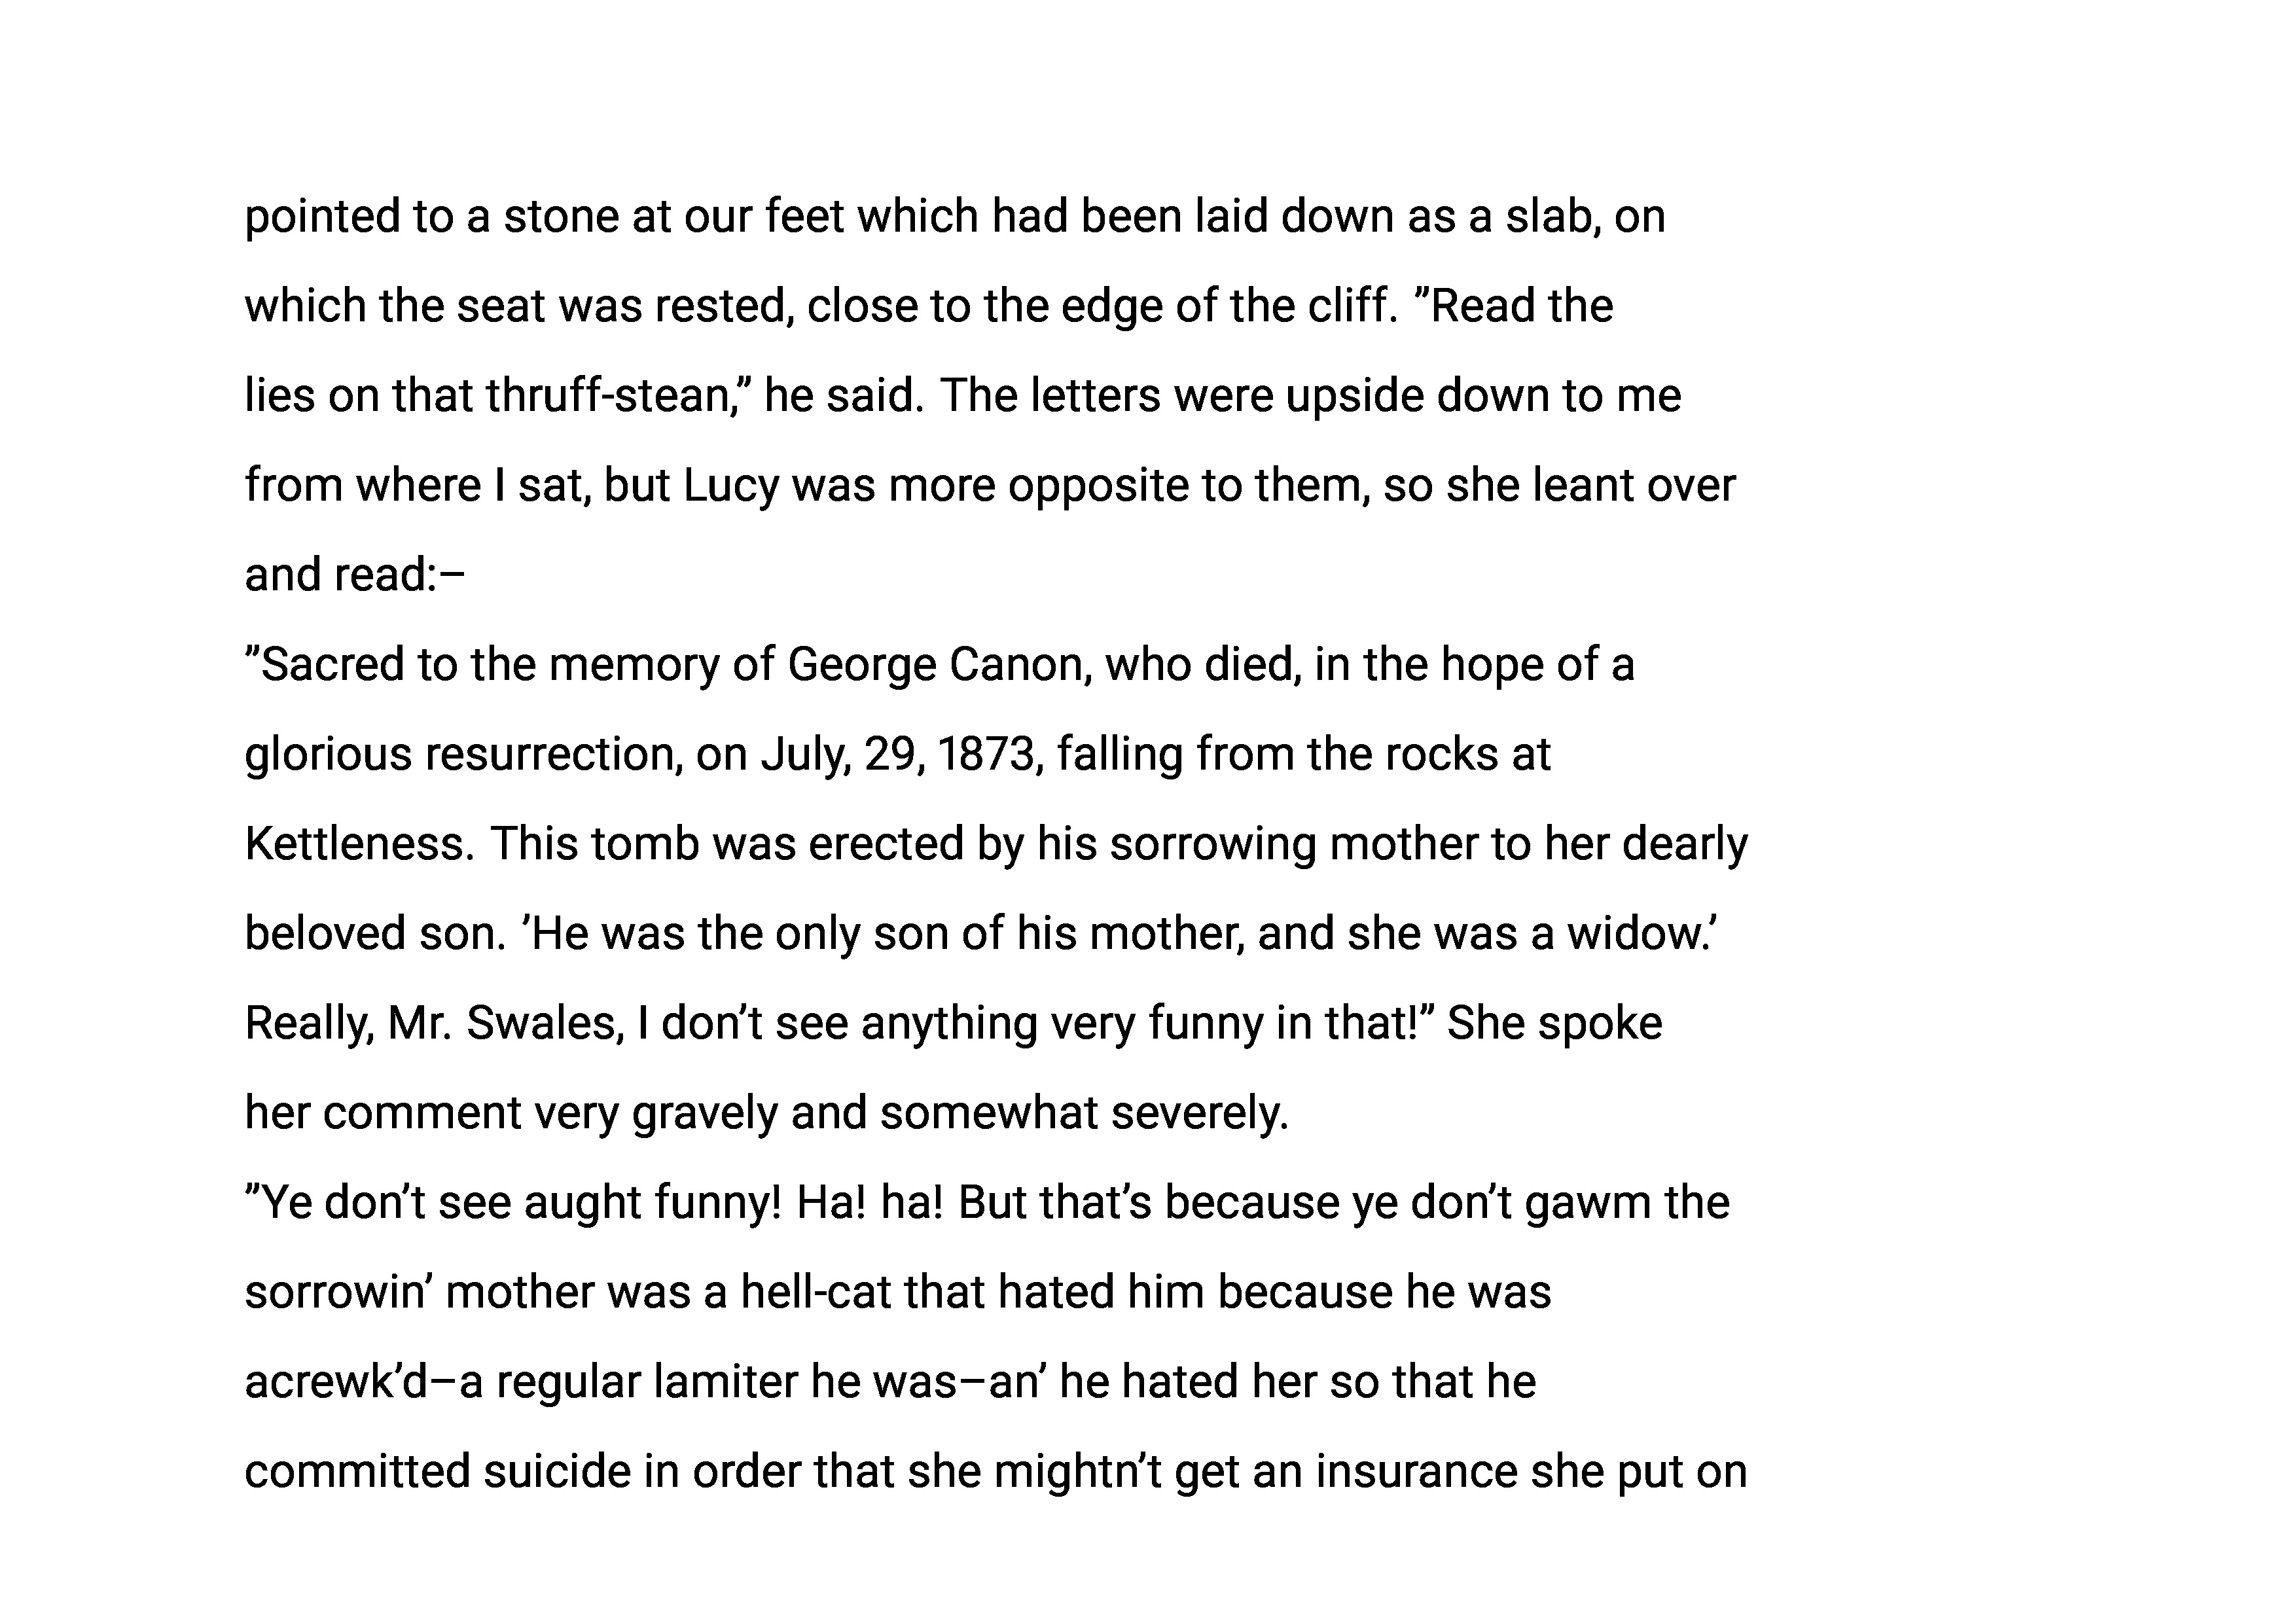 pointed to a stone at our feet which had been laid down as a slab, on
which the seat was rested, close to the edge of the cliff. ”Read the
lies on that thruff-stean,” he said. The letters were upside down to me
from where I sat, but Lucy was more opposite to them, so she leant over
and read:–
”Sacred to the memory of George Canon, who died, in the hope of a
glorious resurrection, on July, 29, 1873, falling from the rocks at
Kettleness. This tomb was erected by his sorrowing mother to her dearly
beloved son. ’He was the only son of his mother, and she was a widow.’
Really, Mr. Swales, I don’t see anything very funny in that!” She spoke
her comment very gravely and somewhat severely.
”Ye don’t see aught funny! Ha! ha! But that’s because ye don’t gawm the
sorrowin’ mother was a hell-cat that hated him because he was
acrewk’d–a regular lamiter he was–an’ he hated her so that he
committed suicide in order that she mightn’t get an insurance she put on